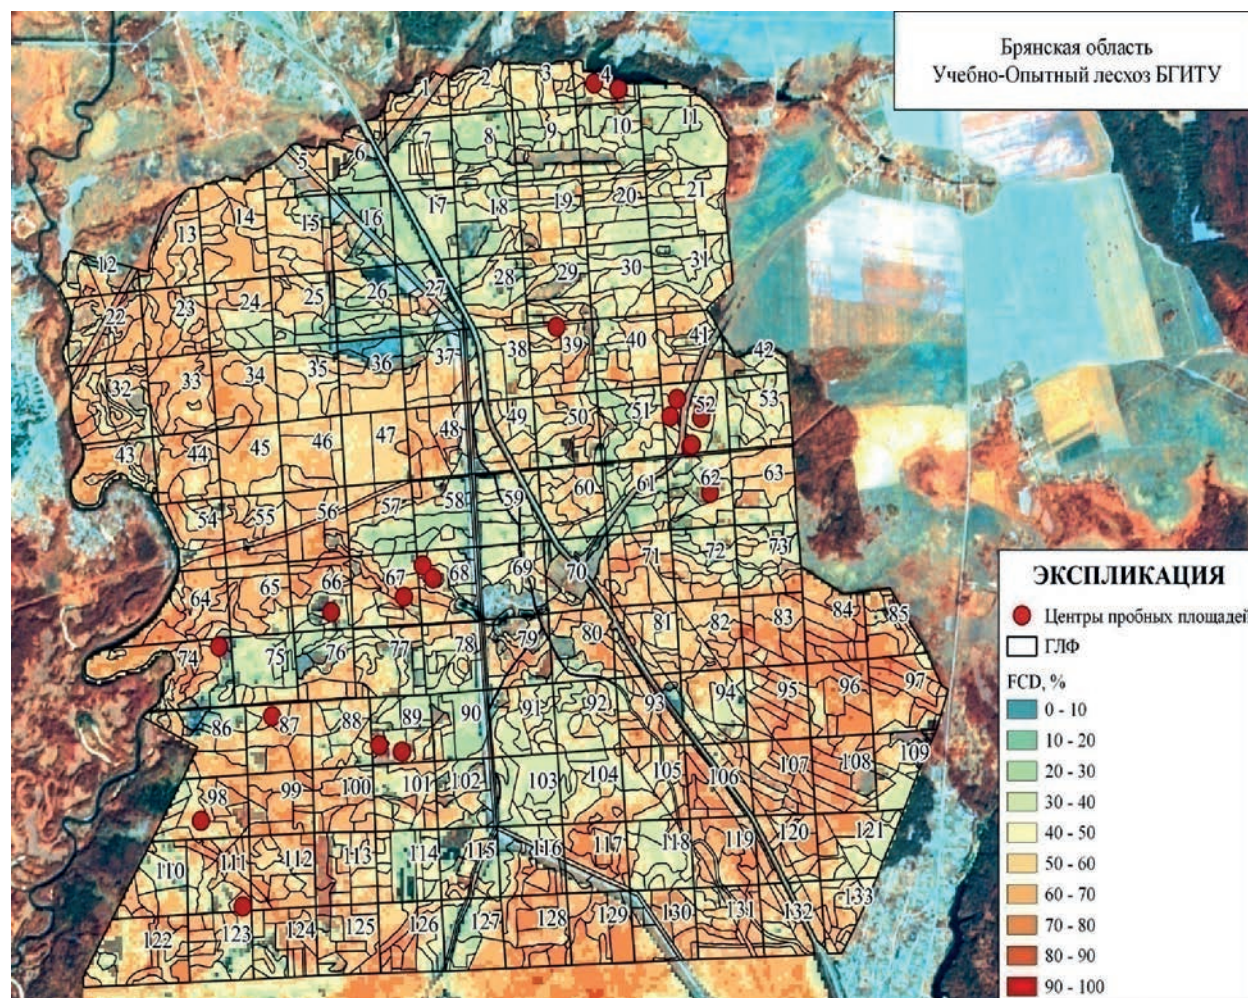 Брянская область
Учебно-Опытный лесхоз БГИТУ
1 2 3 4
5 6 7 8 9 10 11
12 13 14 15 16 17 18 19 20 21
22 23 24 25 26 27 28 29 30 31
32 33 34 35 36 37 38 39 40 41 42
43 44 45 46 47 48 49 50 51 52 53
54 55 56 57 58 59 60 61 62 63
64 65 66 67 68 69 70 71 72 73
74 75 76 77 78 79 80 81 82 83 84 85
86 87 88 89 90 91 92 93 94 95 96 97
98 99 100 101 102 103 104 105 106 107 108 109
110 111 112 113 114 115 116 117 118 119 120 121
122 123 124 125 126 127 128 129 130 131 132 133
ЭКСПЛИКАЦИЯ
Центры пробных площадей
ГЛФ
FCD, %
0 - 10
10 - 20
20 - 30
30 - 40
40 - 50
50 - 60
60 - 70
70 - 80
80 - 90
90 - 100